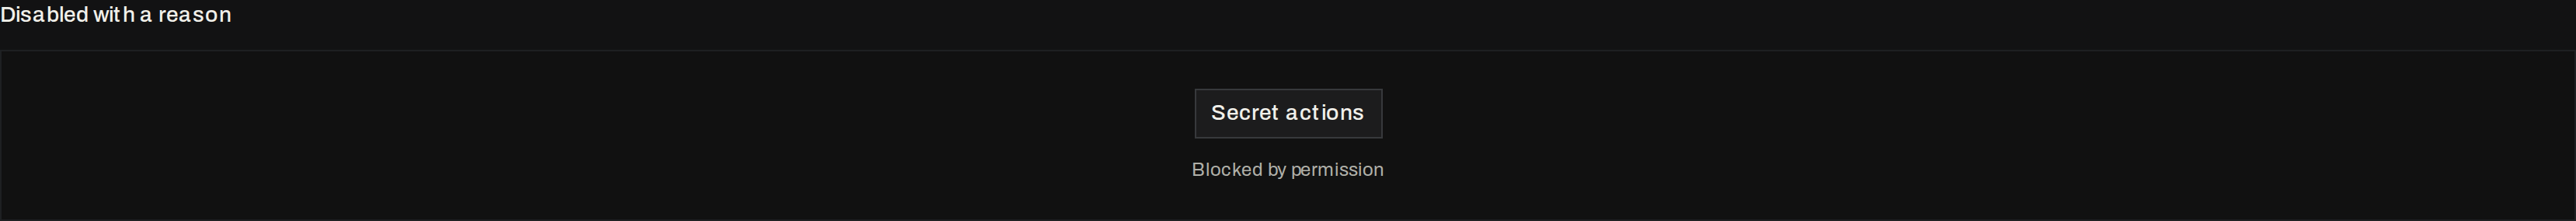 Disabled with a reason
Secret actions
Blocked by permission